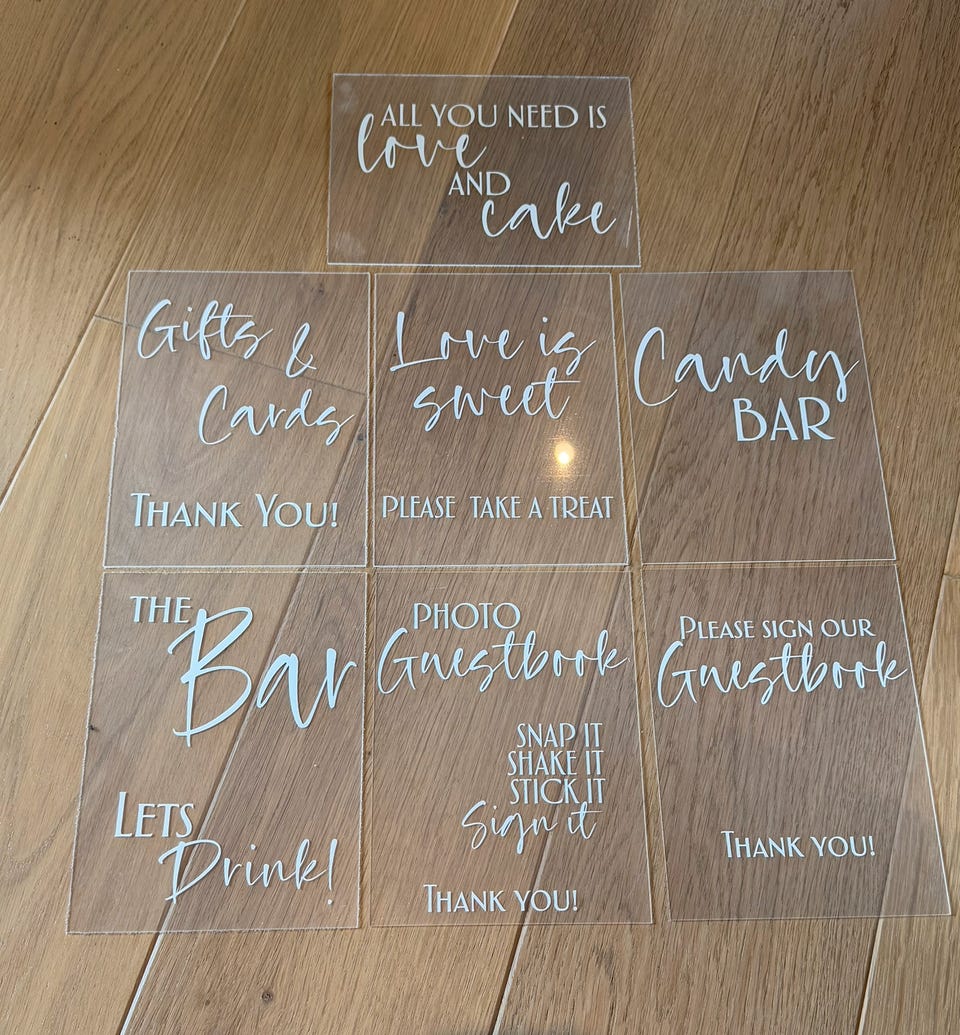 ALL YOU NEED IS
love
AND
cake
Gifts &
Cards
THANK YOU!
Love is
sweet
PLEASE TAKE A TREAT
Candy
BAR
THE
Bar
LETS
Drink!
PHOTO
Guestbook
SNAP IT
SHAKE IT
STICK IT
Sign it
THANK YOU!
PLEASE SIGN OUR
Guestbook
THANK YOU!